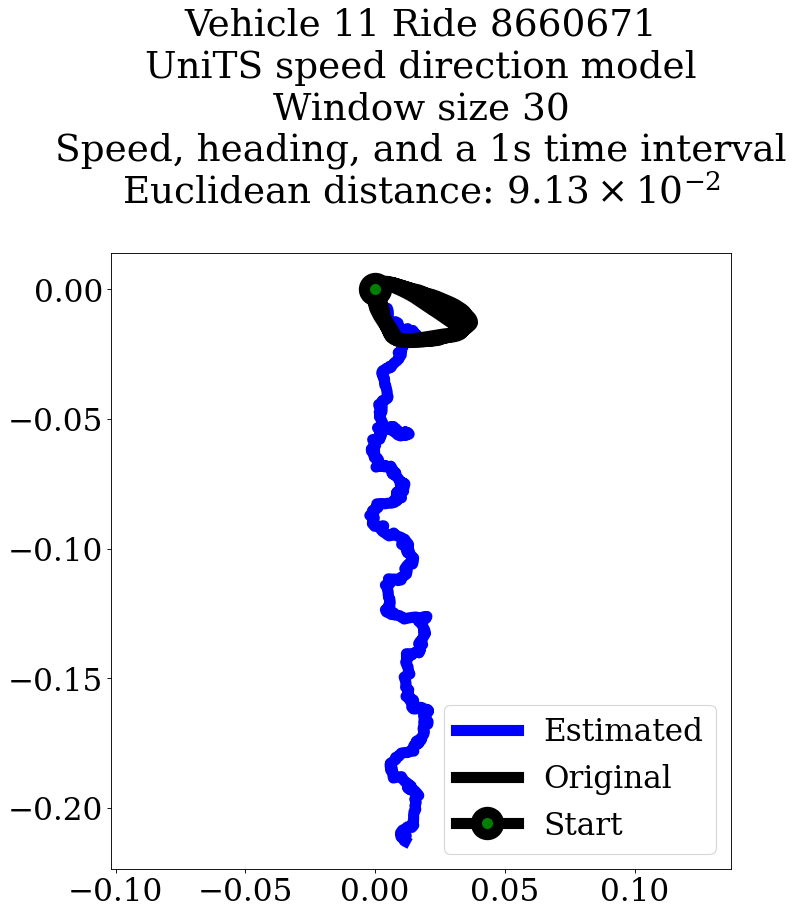 Vehicle 11 Ride 8660671
UniTS speed direction model
Window size 30
Speed, heading, and a 1s time interval
Euclidean distance: $9.13 \times 10^{-2}$
0.00
−0.05
−0.10
−0.15
−0.20
Estimated
Original
Start
−0.10 −0.05 0.00 0.05 0.10